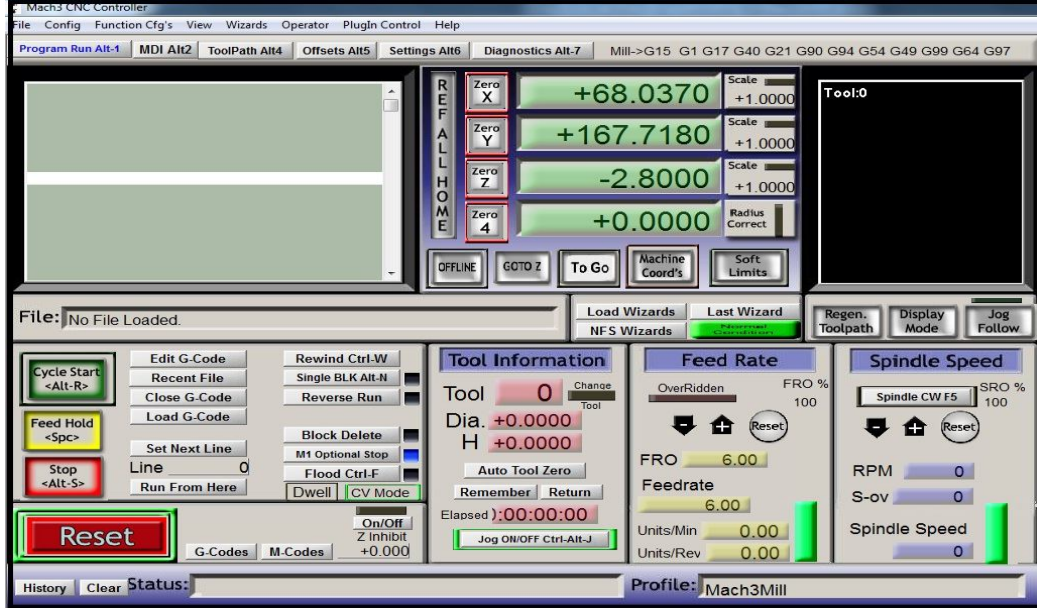 Mach3 CNC Controller
File Config Function Cfg's View Wizards Operator PlugIn Control Help
Program Run Alt-1 MDI Alt2 ToolPath Alt4 Offsets Alt5 Settings Alt6 Diagnostics Alt-7 Mill->G15 G1 G17 G40 G21 G90 G94 G54 G49 G99 G64 G97
REF ALL HOME
Zero X +68.0370 Scale +1.0000
Zero Y +167.7180 Scale +1.0000
Zero Z -2.8000 Scale +1.0000
Zero 4 +0.0000 Radius Correct
OFFLINE GOTO Z To Go Machine Coord's Soft Limits
Tool:0
File: No File Loaded.
Load Wizards Last Wizard
NFS Wizards Normal Condition
Regen. Toolpath Display Mode Jog Follow
Cycle Start <Alt-R>
Feed Hold <Spc>
Stop <Alt-S>
Edit G-Code Rewind Ctrl-W
Recent File Single BLK Alt-N
Close G-Code Reverse Run
Load G-Code
Block Delete
Set Next Line M1 Optional Stop
Line 0 Flood Ctrl-F
Run From Here Dwell CV Mode
Reset G-Codes M-Codes On/Off Z Inhibit +0.000
Tool Information
Tool 0 Change Tool
Dia. +0.0000
H +0.0000
Auto Tool Zero
Remember Return
Elapsed ):00:00:00
Jog ON/OFF Ctrl-Alt-J
Feed Rate
OverRidden FRO %
100
Reset
FRO 6.00
Feedrate
6.00
Units/Min 0.00
Units/Rev 0.00
Spindle Speed
Spindle CW F5 SRO %
100
Reset
RPM 0
S-ov 0
Spindle Speed
0
History Clear Status: Profile: Mach3Mill